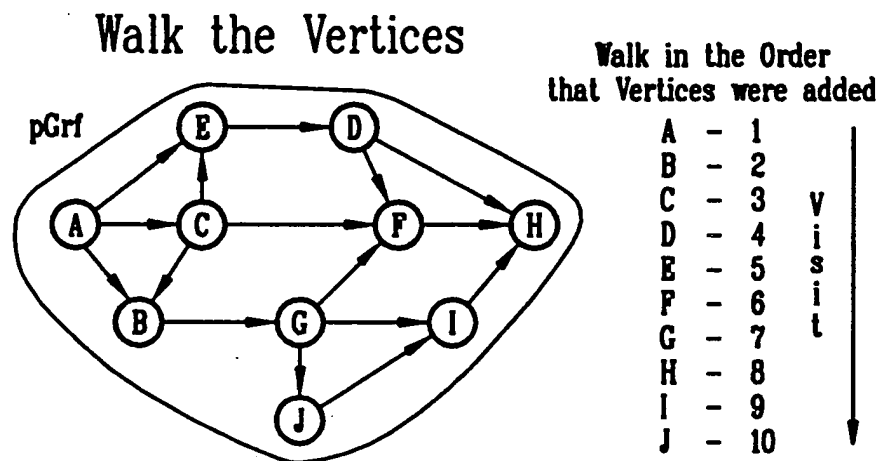 Walk the Vertices
pGrf
E
D
A
C
F
H
B
G
I
J
Walk in the Order
that Vertices were added
A - 1
B - 2
C - 3
D - 4
E - 5
F - 6
G - 7
H - 8
I - 9
J - 10
Visit